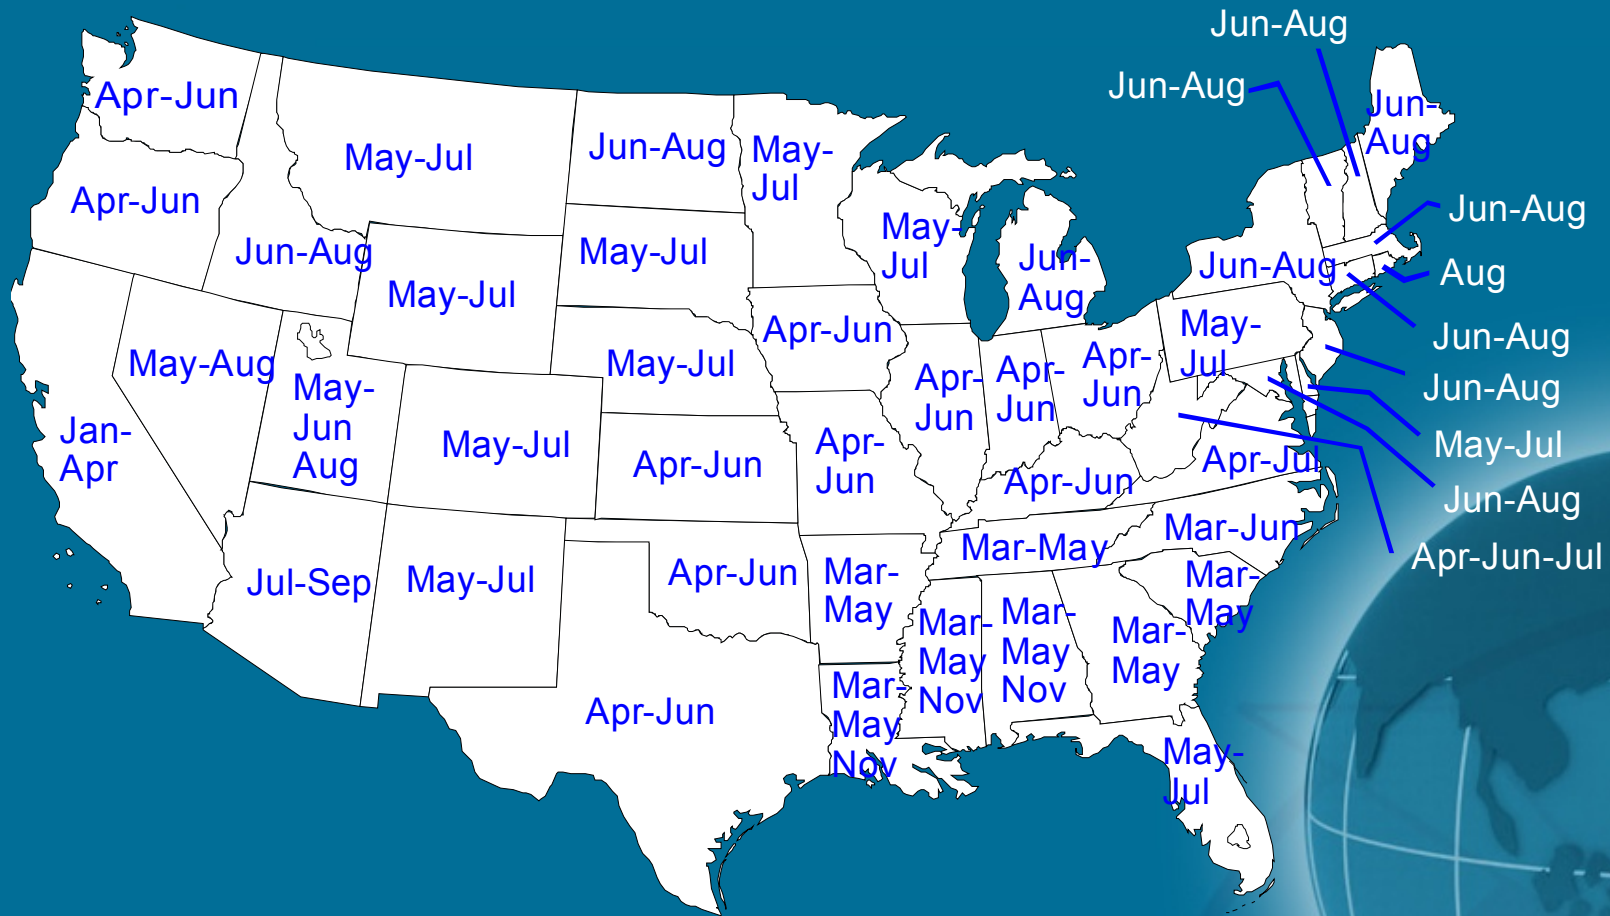 Jun-Aug
Jun-Aug
Apr-Jun
Jun-
Aug
May-Jul
Jun-Aug
May-
Jul
Apr-Jun
Jun-Aug
May-Jul
May-
Jul
Jun-
Aug
Jun-Aug
Jun-Aug
Aug
May-Jul
Apr-Jun
May-
Jul
Jun-Aug
May-Aug
May-Jul
Apr-
Jun
Apr-
Jun
Apr-
Jun
Jun-Aug
May-
Jun
Aug
Jan-
Apr
May-Jul
Apr-Jun
Apr-
Jun
Apr-Jun
Apr-Jul
May-Jul
Jun-Aug
Mar-May
Mar-Jun
Apr-Jun-Jul
Jul-Sep
May-Jul
Apr-Jun
Mar-
May
Mar-
May
Mar-
May
Nov
Mar-
May
Nov
Mar-
May
Apr-Jun
Mar-
May
Nov
May-
Jul